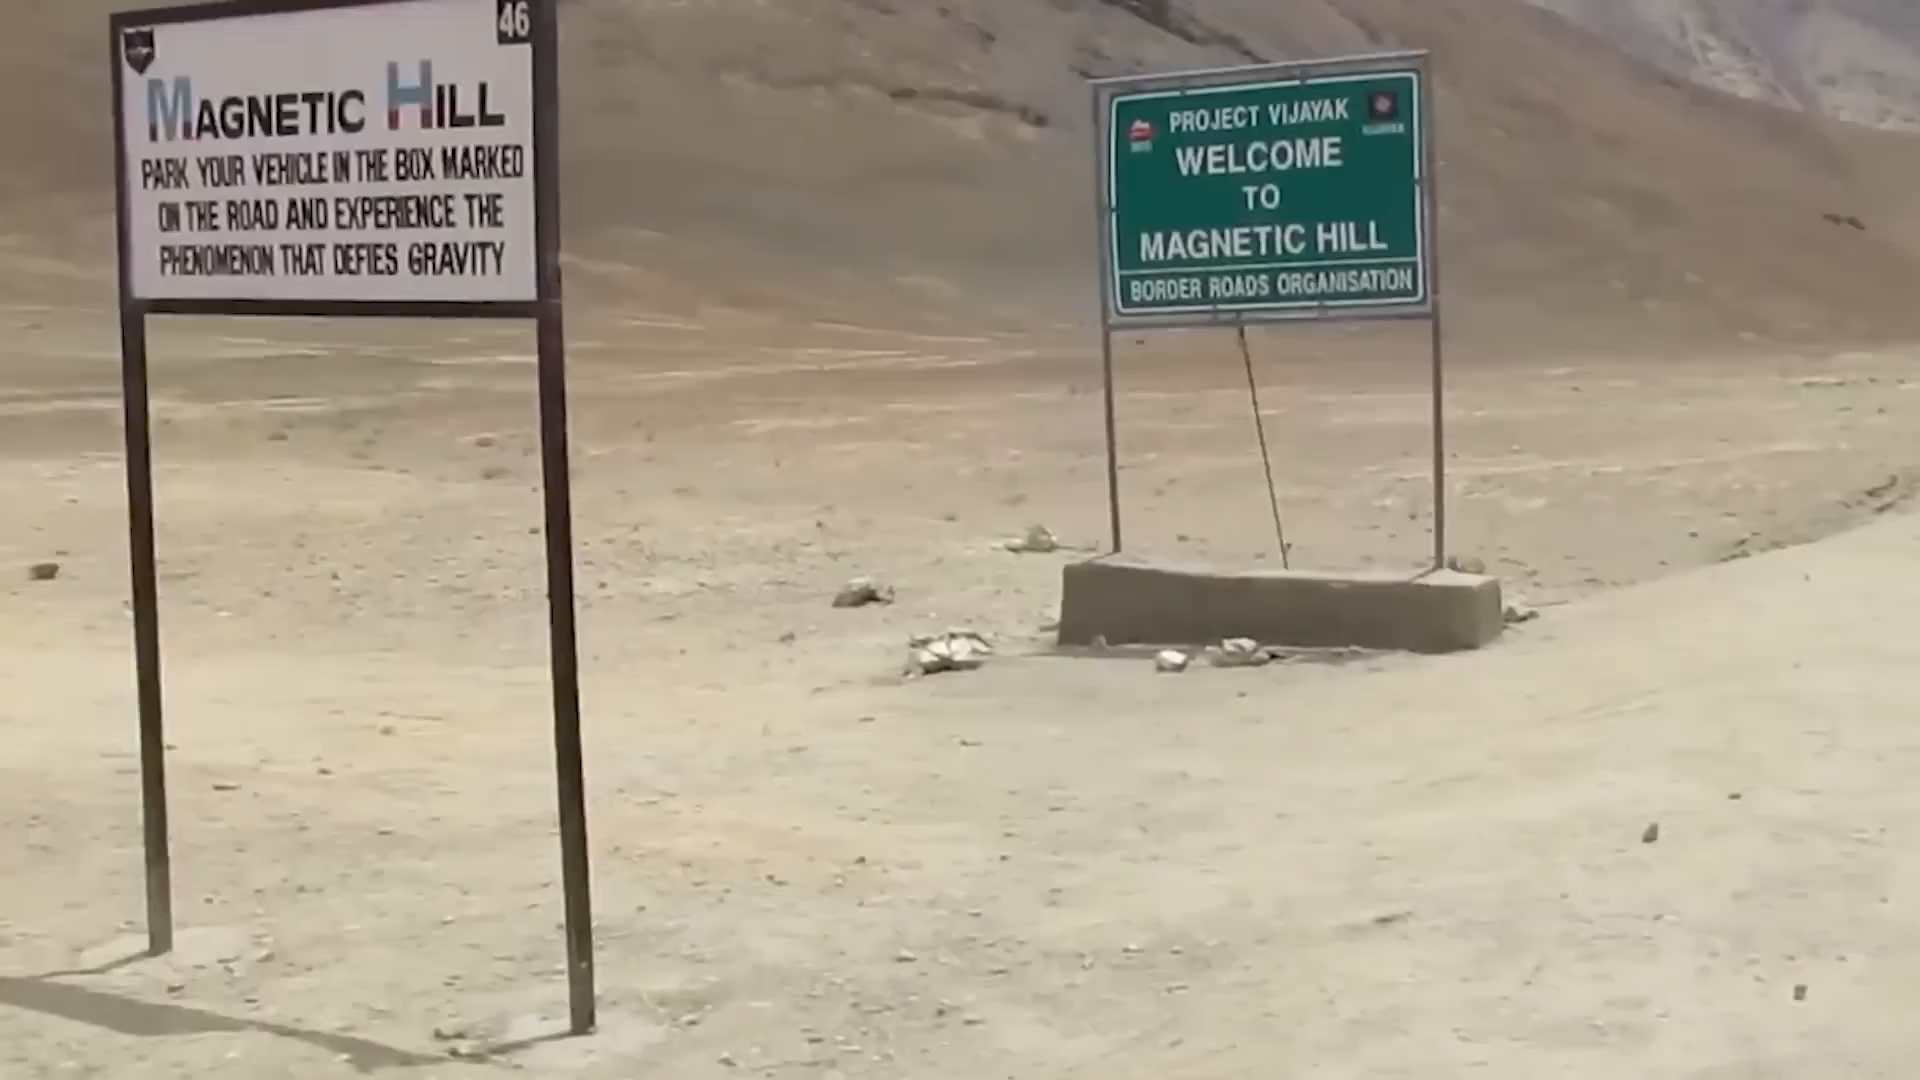 46
MAGNETIC HILL
PARK YOUR VEHICLE IN THE BOX MARKED
ON THE ROAD AND EXPERIENCE THE
PHENOMENON THAT DEFIES GRAVITY
PROJECT VIJAYAK
WELCOME
TO
MAGNETIC HILL
BORDER ROADS ORGANISATION